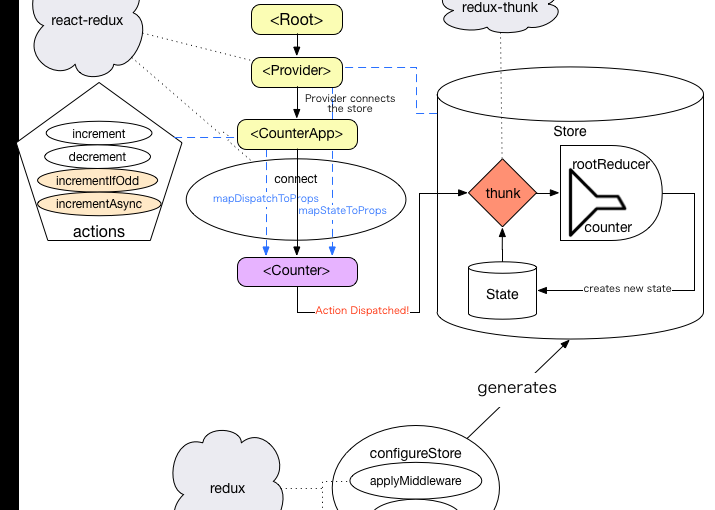 <Root>
redux-thunk
react-redux
<Provider>
Provider connects
the store
increment
<CounterApp>
Store
decrement
rootReducer
incrementIfOdd
connect
thunk
mapDispatchToProps
incrementAsync
mapStateToProps
counter
actions
<Counter>
State
creates new state
Action Dispatched!
generates
configureStore
applyMiddleware
redux